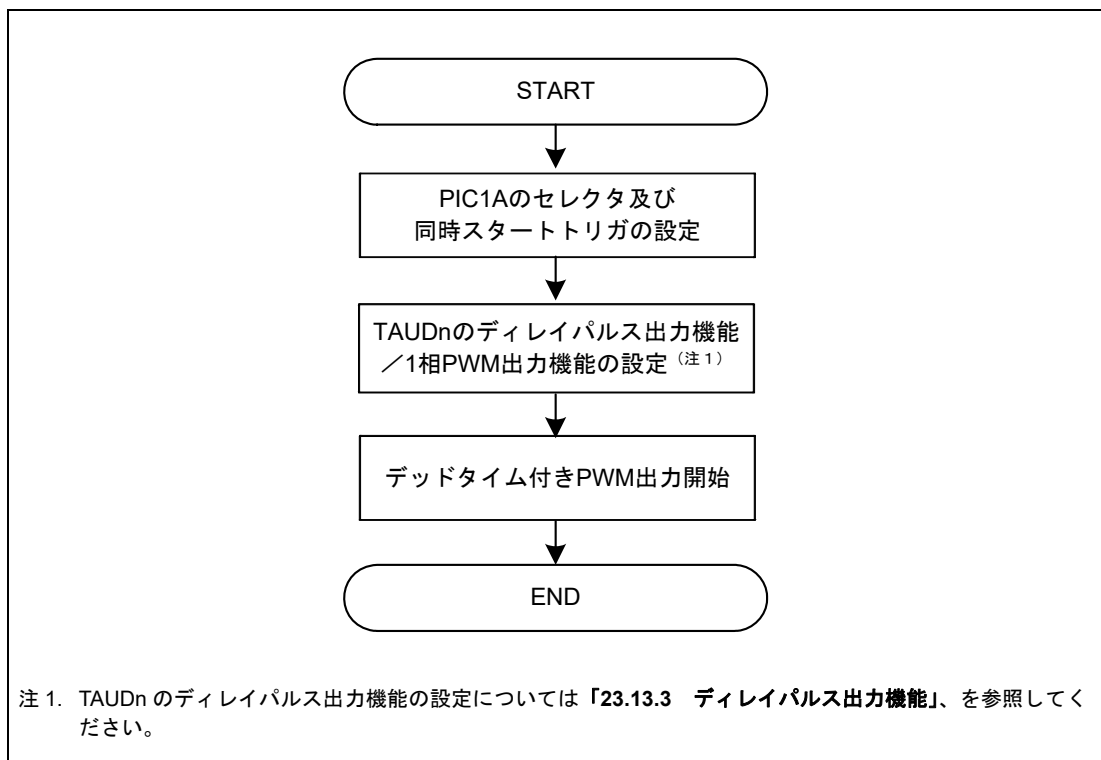 START
PIC1Aのセレクタ及び
同時スタートトリガの設定
TAUDnのディレイパルス出力機能
／1相PWM出力機能の設定（注1）
デッドタイム付きPWM出力開始
END
注 1. TAUDn のディレイパルス出力機能の設定については「23.13.3 ディレイパルス出力機能」、を参照してく
ださい。